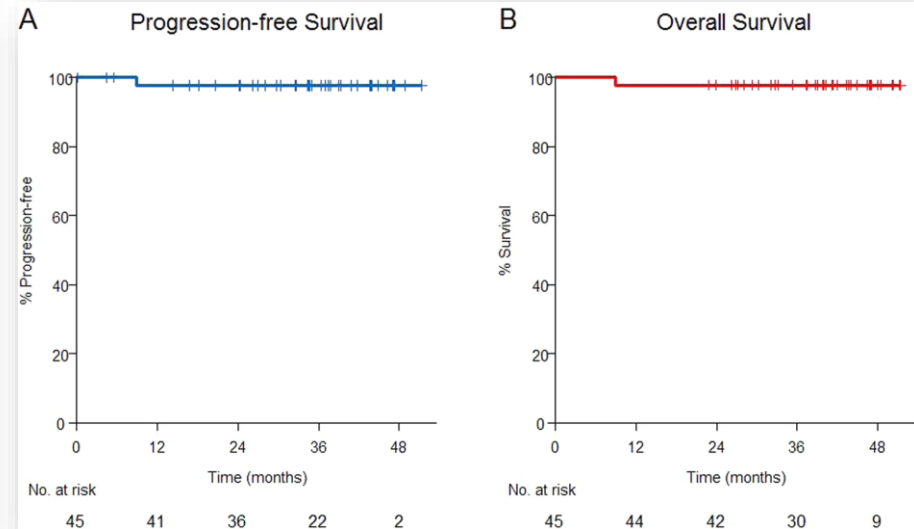 A
Progression-free Survival
% Progression-free
100
80
60
40
20
0
0 12 24 36 48
Time (months)
No. at risk
45 41 36 22 2
B
Overall Survival
% Survival
100
80
60
40
20
0
0 12 24 36 48
Time (months)
No. at risk
45 44 42 30 9